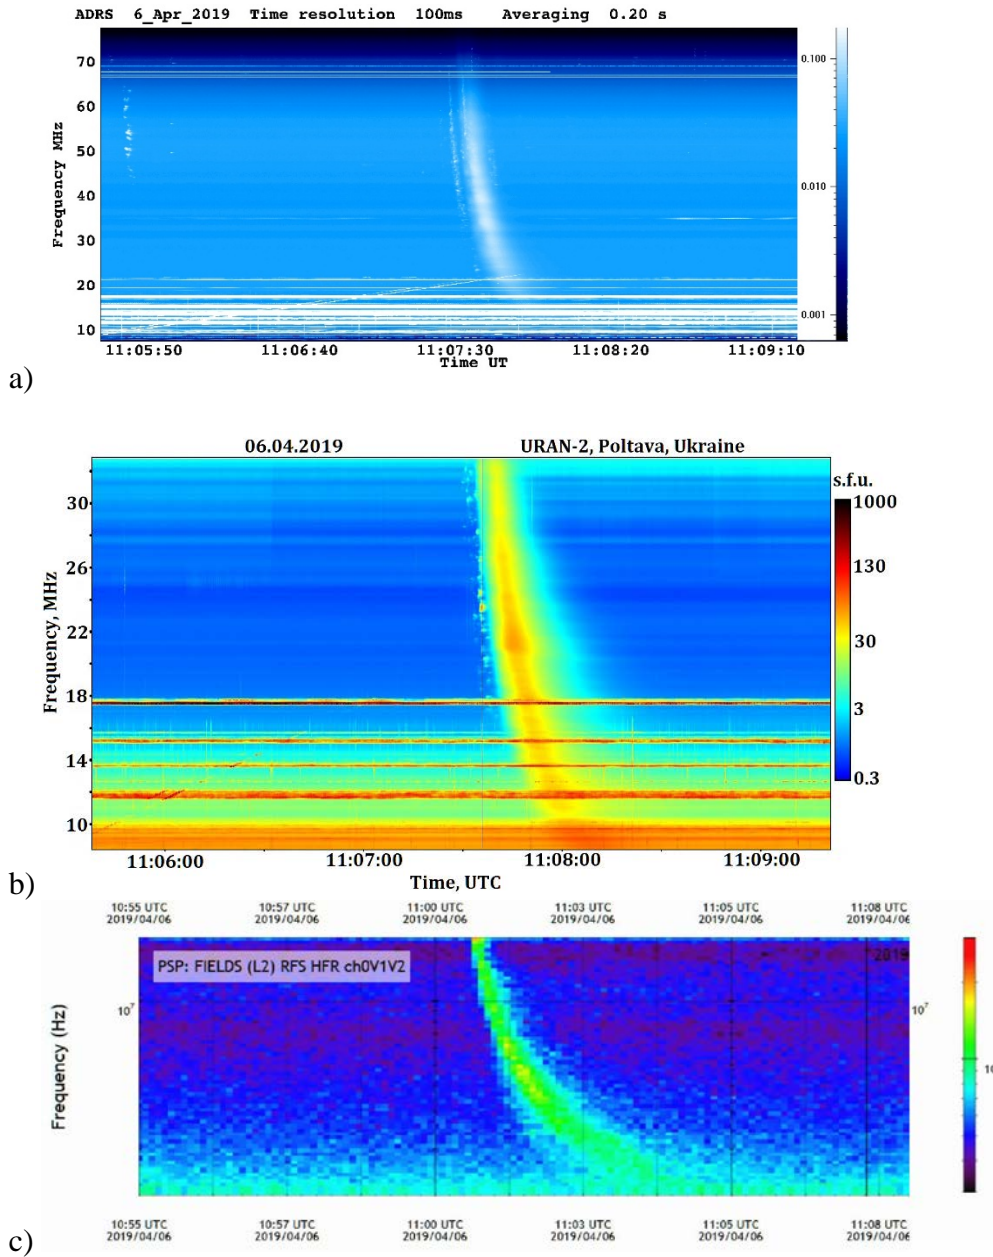 ADRS 6_Apr_2019 Time resolution 100ms Averaging 0.20 s
Frequency MHz
70
60
50
40
30
20
10
0.100
0.010
0.001
11:05:50 11:06:40 11:07:30 11:08:20 11:09:10
Time UT
a)
06.04.2019 URAN-2, Poltava, Ukraine
Frequency, MHz
30
26
22
18
14
10
s.f.u.
1000
130
30
3
0.3
11:06:00 11:07:00 11:08:00 11:09:00
Time, UTC
b)
10:55 UTC 10:57 UTC 11:00 UTC 11:03 UTC 11:05 UTC 11:08 UTC
2019/04/06 2019/04/06 2019/04/06 2019/04/06 2019/04/06 2019/04/06
PSP: FIELDS (L2) RFS HFR ch0V1V2
2019
Frequency (Hz)
10⁷
10⁷
10
10:55 UTC 10:57 UTC 11:00 UTC 11:03 UTC 11:05 UTC 11:08 UTC
2019/04/06 2019/04/06 2019/04/06 2019/04/06 2019/04/06 2019/04/06
c)